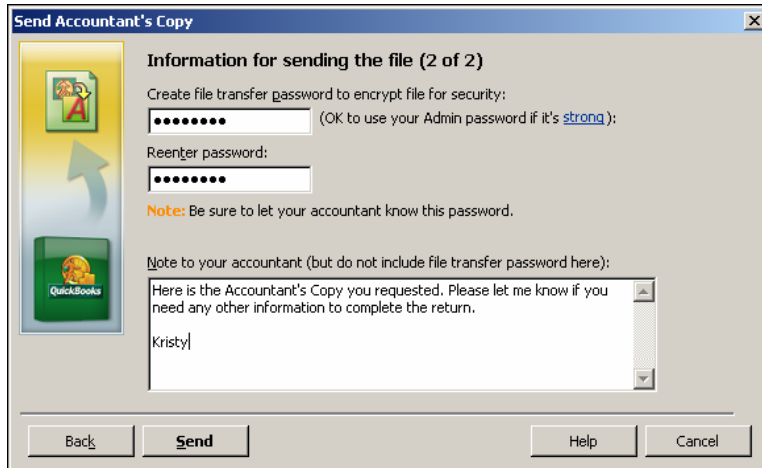 Send Accountant's Copy
Information for sending the file (2 of 2)
Create file transfer password to encrypt file for security:
●●●●●●●● (OK to use your Admin password if it's strong):
Reenter password:
●●●●●●●●
Note: Be sure to let your accountant know this password.
Note to your accountant (but do not include file transfer password here):
Here is the Accountant's Copy you requested. Please let me know if you
need any other information to complete the return.
Kristy
A
QuickBooks
Back Send Help Cancel